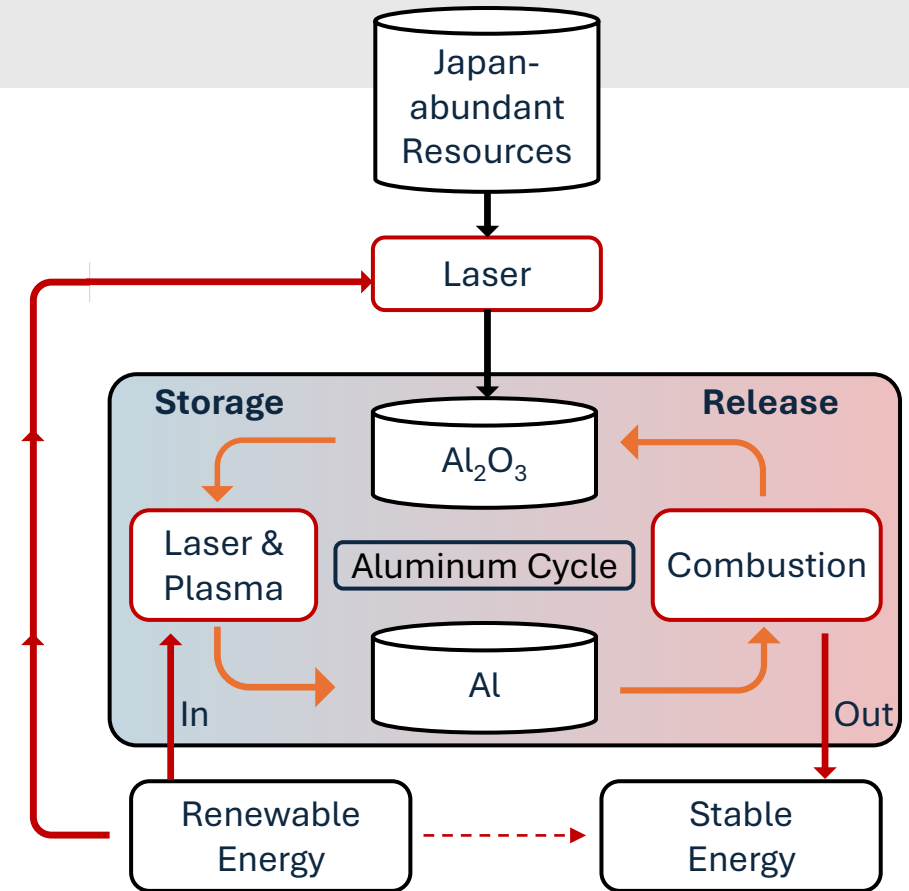 Japan-
abundant
Resources
Laser
Storage
Release
Al₂O₃
Laser &
Plasma
Aluminum Cycle
Combustion
Al
In
Out
Renewable
Energy
Stable
Energy